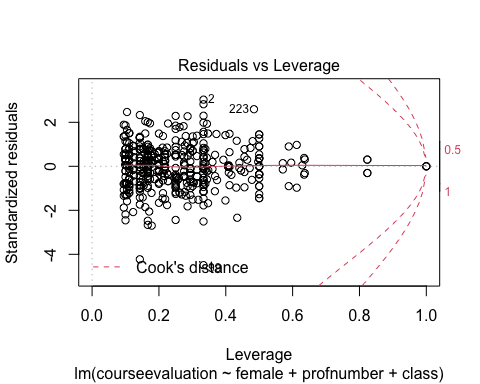 Residuals vs Leverage
Standardized residuals
2
0
-2
-4
2
223
0.5
1
Cook's distance
0.0
0.2
0.4
0.6
0.8
1.0
Leverage
lm(courseevaluation ~ female + profnumber + class)